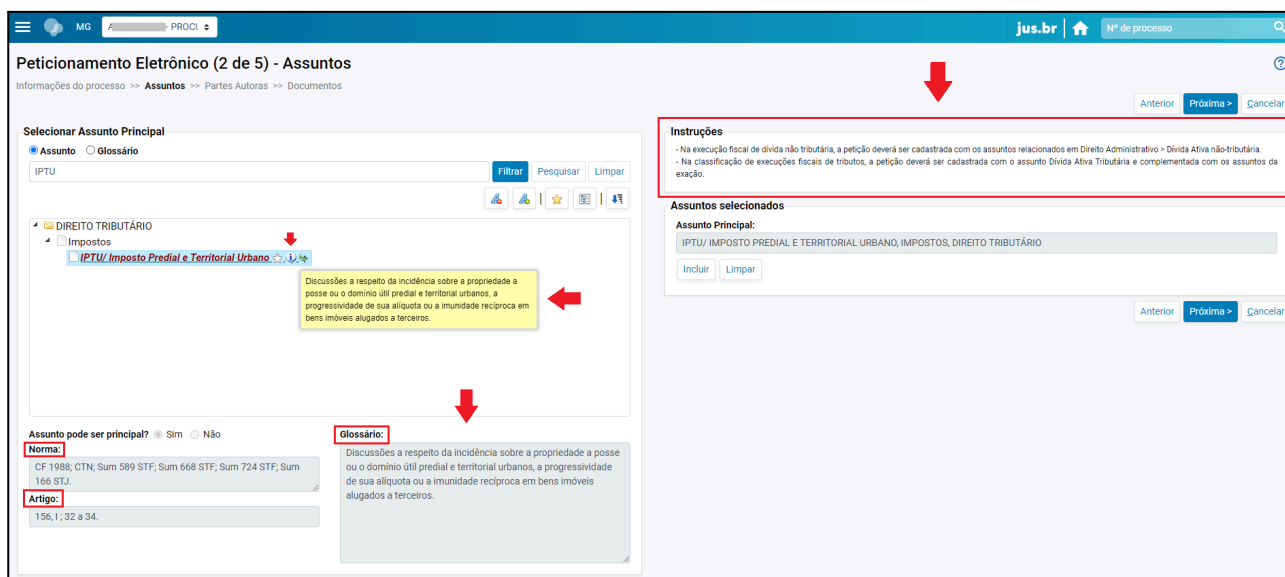 MG
- PROCU
jus.br
Nº de processo
Peticionamento Eletrônico (2 de 5) - Assuntos
Informações do processo >> Assuntos >> Partes Autoras >> Documentos
Anterior
Próxima >
Cancelar
Selecionar Assunto Principal
Assunto
Glossário
IPTU
Filtrar
Pesquisar
Limpar
DIREITO TRIBUTÁRIO
Impostos
IPTU/ Imposto Predial e Territorial Urbano
Discussões a respeito da incidência sobre a propriedade a
posse ou o domínio útil predial e territorial urbanos, a
progressividade de sua alíquota ou a imunidade recíproca em
bens imóveis alugados a terceiros.
Assunto pode ser principal?
Sim
Não
Norma:
CF 1988; CTN; Sum 589 STF; Sum 668 STF; Sum 724 STF; Sum
166 STJ.
Artigo:
156, I ; 32 a 34.
Glossário:
Discussões a respeito da incidência sobre a propriedade a posse
ou o domínio útil predial e territorial urbanos, a progressividade
de sua alíquota ou a imunidade recíproca em bens imóveis
alugados a terceiros.
Instruções
- Na execução fiscal de dívida não tributária, a petição deverá ser cadastrada com os assuntos relacionados em Direito Administrativo > Dívida Ativa não-tributária.
- Na classificação de execuções fiscais de tributos, a petição deverá ser cadastrada com o assunto Dívida Ativa Tributária e complementada com os assuntos da
exação.
Assuntos selecionados
Assunto Principal:
IPTU/ IMPOSTO PREDIAL E TERRITORIAL URBANO, IMPOSTOS, DIREITO TRIBUTÁRIO
Incluir
Limpar
Anterior
Próxima >
Cancelar